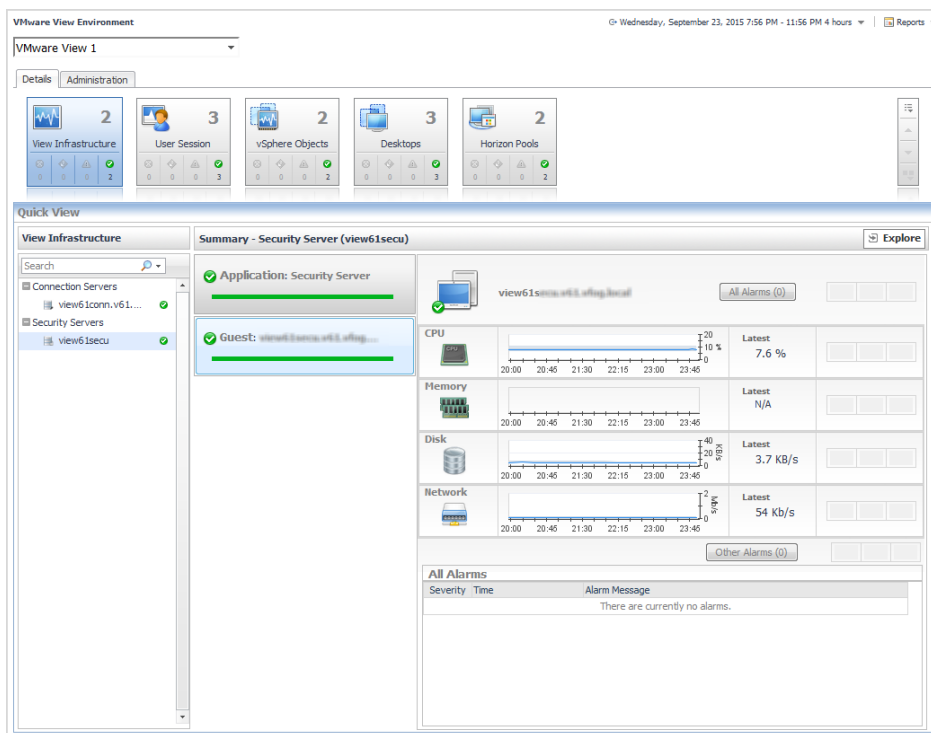 VMware View Environment
Wednesday, September 23, 2015 7:56 PM - 11:56 PM 4 hours
Reports
VMware View 1
Details Administration
2 3 2 3 2
View Infrastructure User Session vSphere Objects Desktops Horizon Pools
0 0 0 2 0 0 0 3 0 0 0 2 0 0 0 3 0 0 0 2
Quick View
View Infrastructure
Summary - Security Server (view61secu)
Explore
Search
Connection Servers
view61conn.v61....
Security Servers
view61secu
Application: Security Server
Guest:
view61s
All Alarms (0)
CPU
CPU
20
10 %
0
20:00 20:45 21:30 22:15 23:00 23:45
Latest
7.6 %
Memory
20:00 20:45 21:30 22:15 23:00 23:45
Latest
N/A
Disk
40
20
0
KB/s
20:00 20:45 21:30 22:15 23:00 23:45
Latest
3.7 KB/s
Network
2
0
Mb/s
20:00 20:45 21:30 22:15 23:00 23:45
Latest
54 Kb/s
Other Alarms (0)
All Alarms
Severity Time Alarm Message
There are currently no alarms.